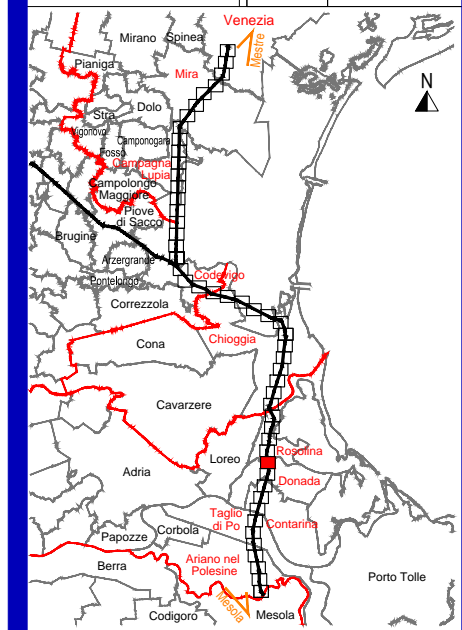 Venezia
Mirano
Spinea
Mestre
Pianiga
Mira
N
Dolo
Stra
Vigonovo
Camponogara
Fosso
Campagna
Lupia
Campolongo
Maggiore
Piove
di Sacco
Brugine
Arzergrande
Codevigo
Pontelongo
Correzzola
Chioggia
Cona
Cavarzere
Rosolina
Loreo
Adria
Donada
Taglio
di Po
Contarina
Corbola
Papozze
Ariano nel
Polesine
Berra
Porto Tolle
Mesola
Mesola
Codigoro